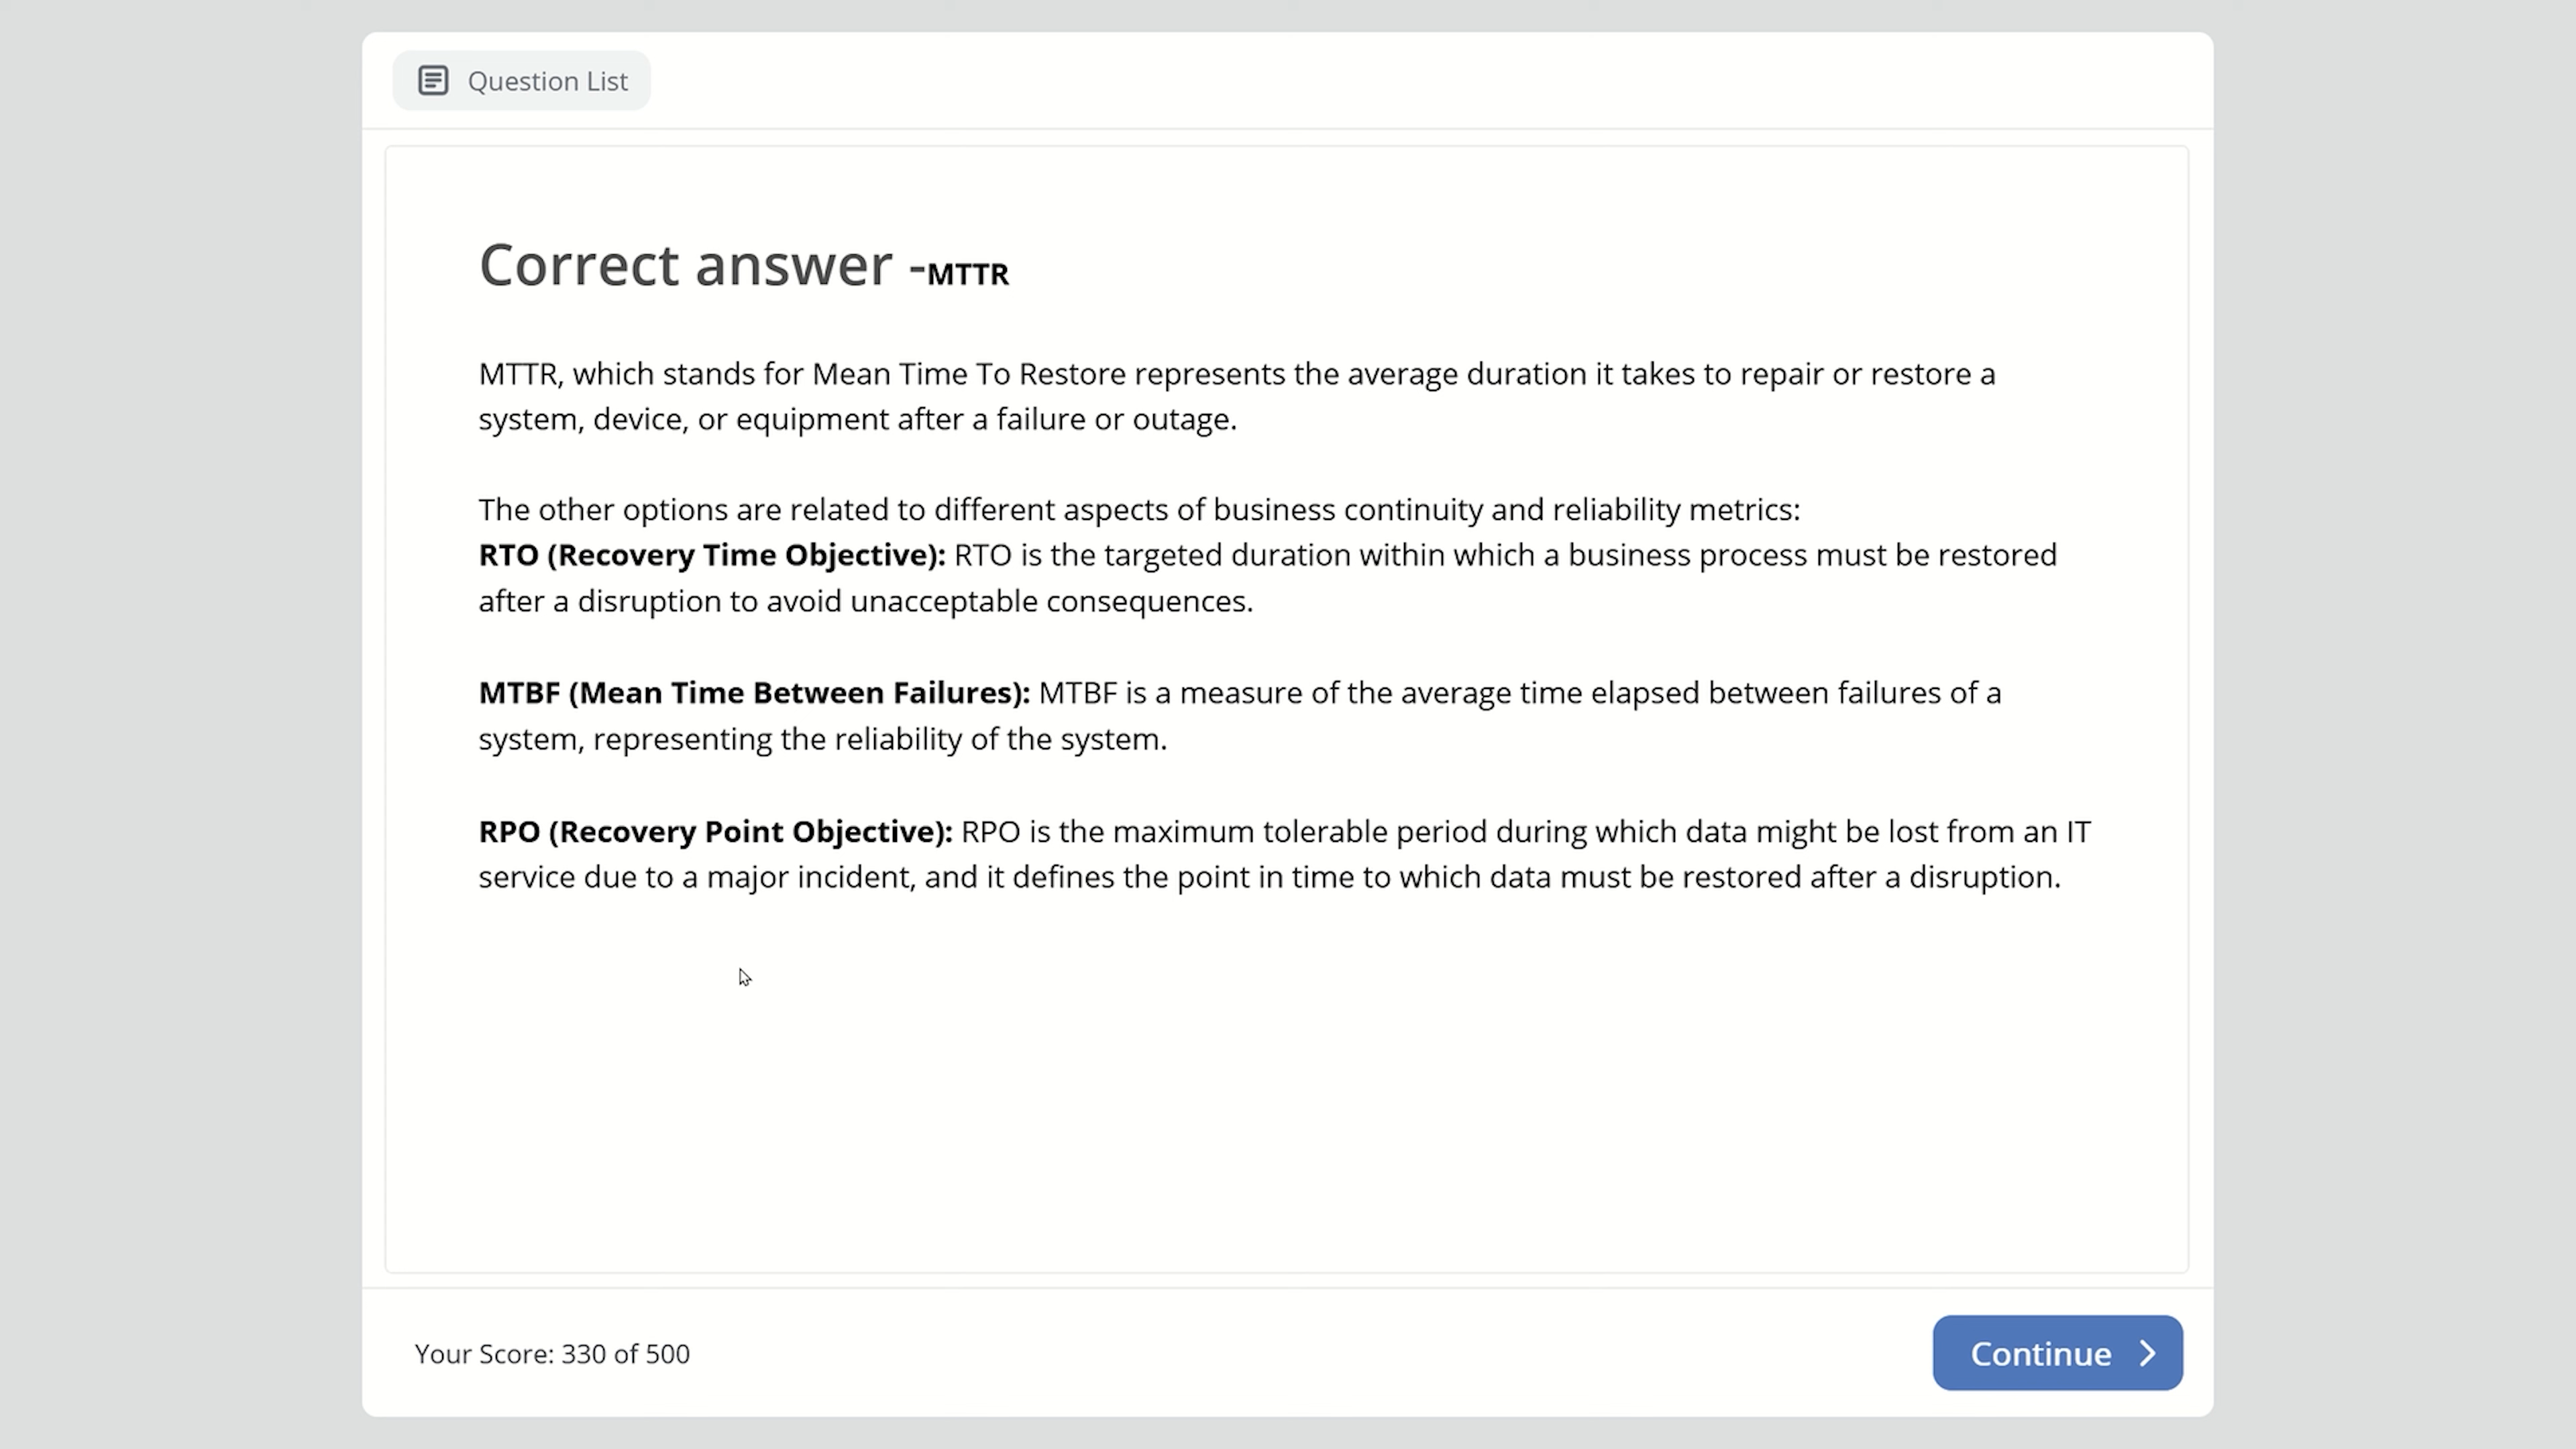 Question List
Correct answer -MTTR
MTTR, which stands for Mean Time To Restore represents the average duration it takes to repair or restore a
system, device, or equipment after a failure or outage.
The other options are related to different aspects of business continuity and reliability metrics:
RTO (Recovery Time Objective): RTO is the targeted duration within which a business process must be restored
after a disruption to avoid unacceptable consequences.
MTBF (Mean Time Between Failures): MTBF is a measure of the average time elapsed between failures of a
system, representing the reliability of the system.
RPO (Recovery Point Objective): RPO is the maximum tolerable period during which data might be lost from an IT
service due to a major incident, and it defines the point in time to which data must be restored after a disruption.
Your Score: 330 of 500
Continue